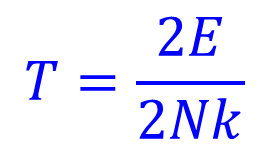 T = 2E / 2Nk